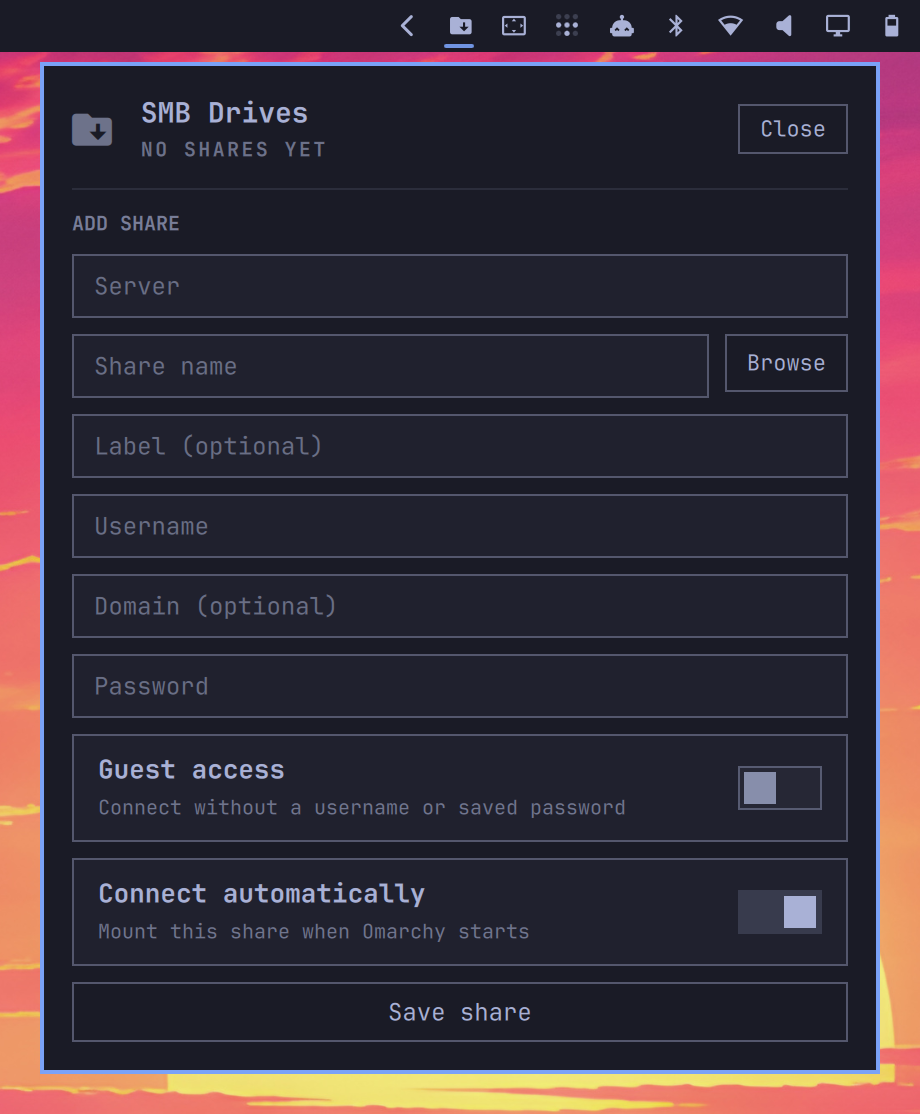 SMB Drives
NO SHARES YET
Close
ADD SHARE
Server
Share name
Browse
Label (optional)
Username
Domain (optional)
Password
Guest access
Connect without a username or saved password
Connect automatically
Mount this share when Omarchy starts
Save share